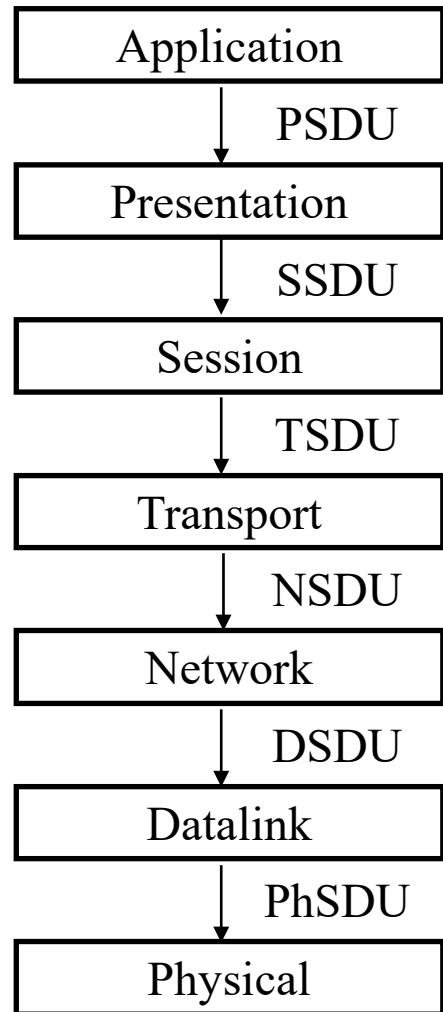 Application
PSDU
Presentation
SSDU
Session
TSDU
Transport
NSDU
Network
DSDU
Datalink
PhSDU
Physical